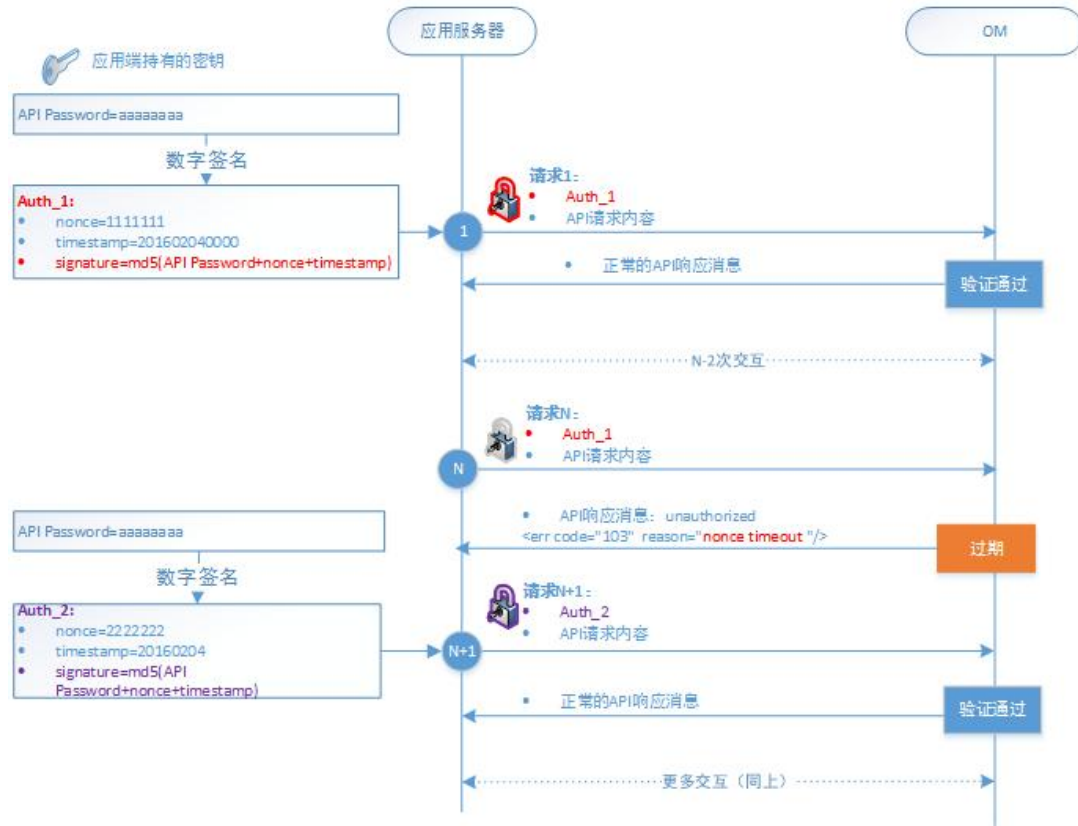 应用服务器
OM
应用端持有的密钥
API Password=aaaaaaaa
数字签名
Auth_1:
• nonce=1111111
• timestamp=201602040000
• signature=md5(API Password+nonce+timestamp)
1
请求1:
• Auth_1
• API请求内容
• 正常的API响应消息
验证通过
N-2次交互
请求N:
• Auth_1
• API请求内容
N
• API响应消息：unauthorized
<err code="103" reason="nonce timeout "/>
过期
API Password=aaaaaaaa
数字签名
Auth_2:
• nonce=2222222
• timestamp=20160204
• signature=md5(API
Password+nonce+timestamp)
请求N+1:
• Auth_2
• API请求内容
N+1
• 正常的API响应消息
验证通过
更多交互（同上）